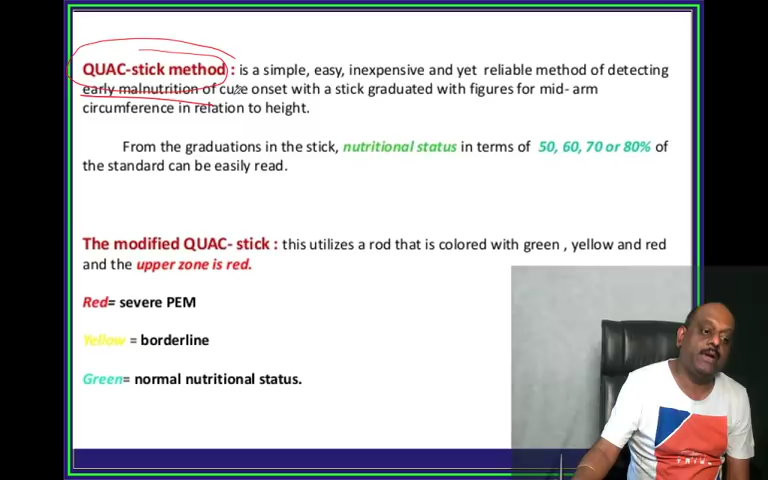 QUAC-stick method : is a simple, easy, inexpensive and yet reliable method of detecting
early malnutrition of cute onset with a stick graduated with figures for mid- arm
circumference in relation to height.
From the graduations in the stick, nutritional status in terms of 50, 60, 70 or 80% of
the standard can be easily read.
The modified QUAC- stick : this utilizes a rod that is colored with green , yellow and red
and the upper zone is red.
Red= severe PEM
Yellow = borderline
Green= normal nutritional status.